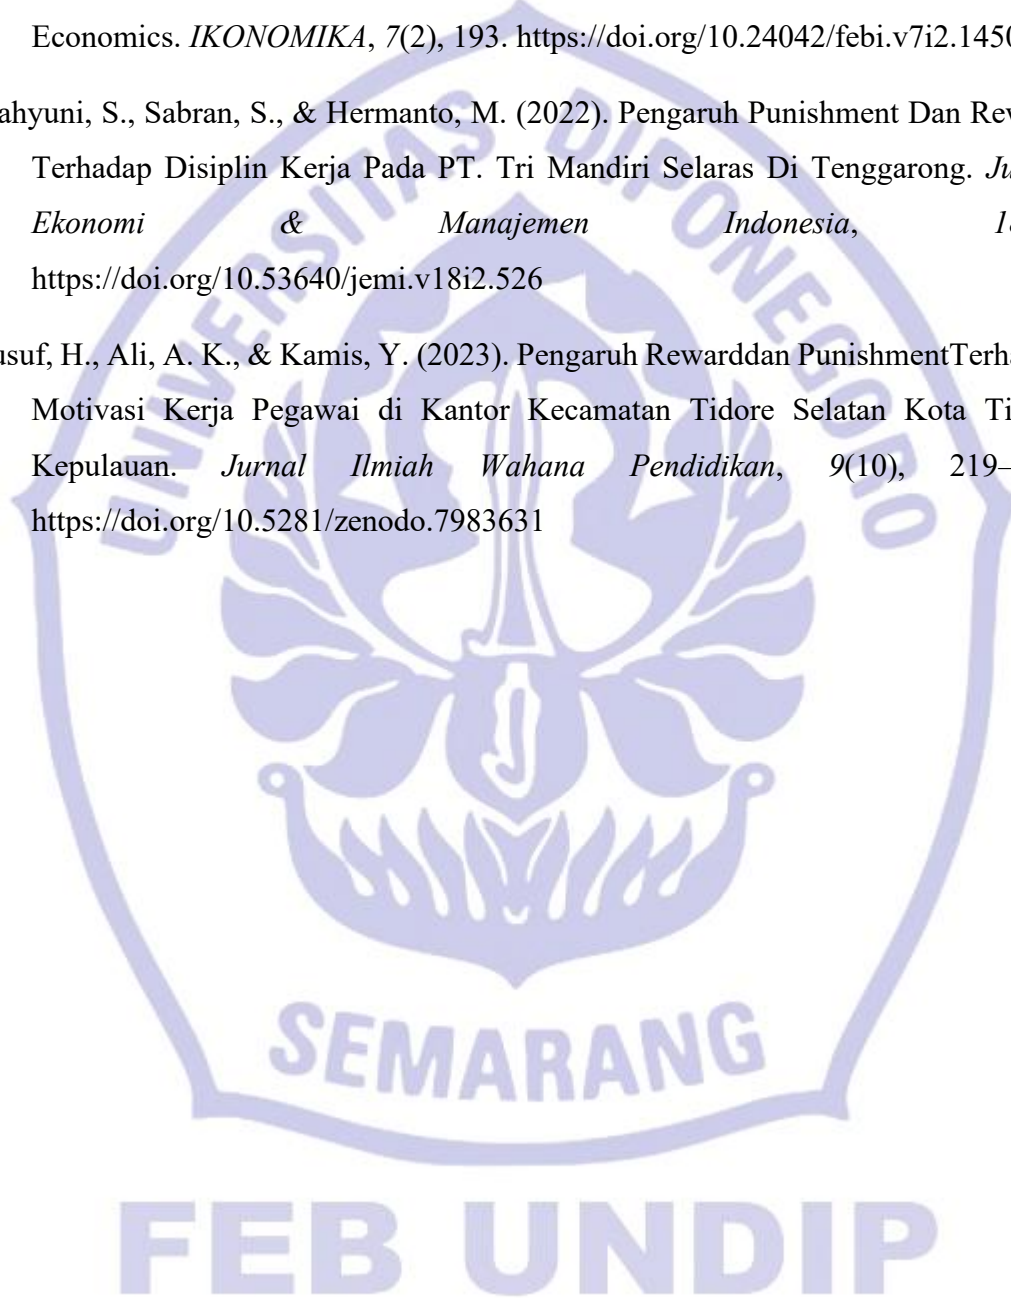 Economics. IKONOMIKA, 7(2), 193. https://doi.org/10.24042/febi.v7i2.1450
ahyuni, S., Sabran, S., & Hermanto, M. (2022). Pengaruh Punishment Dan Rew
Terhadap Disiplin Kerja Pada PT. Tri Mandiri Selaras Di Tenggarong. Ju
Ekonomi & Manajemen Indonesia, 1
https://doi.org/10.53640/jemi.v18i2.526
usuf, H., Ali, A. K., & Kamis, Y. (2023). Pengaruh Rewarddan PunishmentTerha
Motivasi Kerja Pegawai di Kantor Kecamatan Tidore Selatan Kota Ti
Kepulauan. Jurnal Ilmiah Wahana Pendidikan, 9(10), 219–
https://doi.org/10.5281/zenodo.7983631
UNIVERSITAS DIPONEGORO
SEMARANG
FEB UNDIP